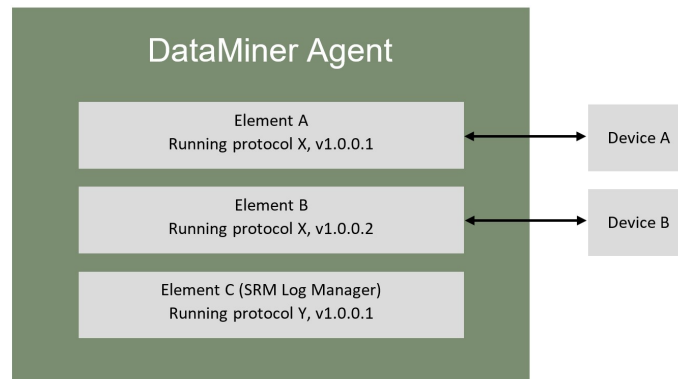 DataMiner Agent
Element A
Running protocol X, v1.0.0.1
Device A
Element B
Running protocol X, v1.0.0.2
Device B
Element C (SRM Log Manager)
Running protocol Y, v1.0.0.1